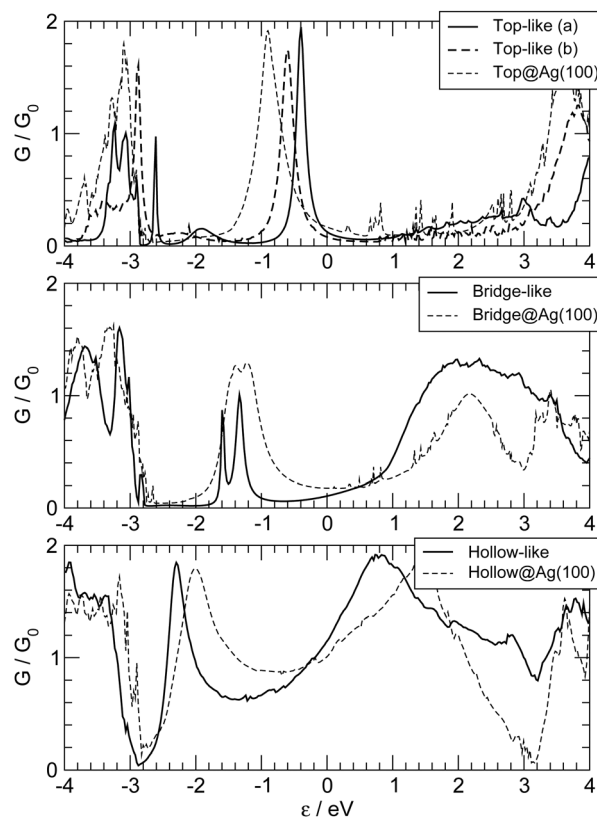 Top-like (a)
Top-like (b)
Top@Ag(100)
G / G0
2
1
0
-4 -3 -2 -1 0 1 2 3 4
Bridge-like
Bridge@Ag(100)
G / G0
2
1
0
-4 -3 -2 -1 0 1 2 3 4
Hollow-like
Hollow@Ag(100)
G / G0
2
1
0
-4 -3 -2 -1 0 1 2 3 4
ε / eV